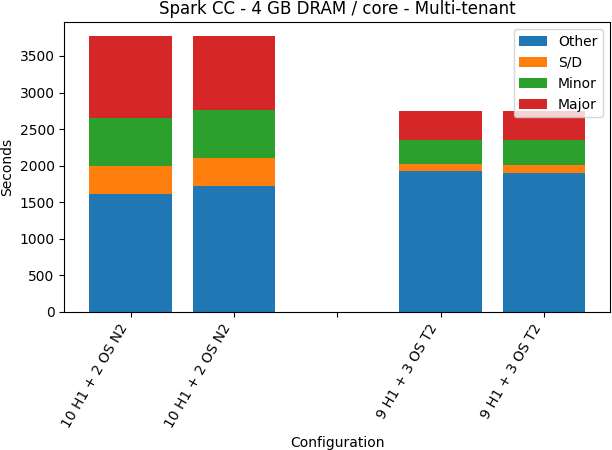 Spark CC - 4 GB DRAM / core - Multi-tenant
Other
S/D
Minor
Major
Seconds
3500
3000
2500
2000
1500
1000
500
0
10 H1 + 2 OS N2
10 H1 + 2 OS N2
9 H1 + 3 OS T2
9 H1 + 3 OS T2
Configuration